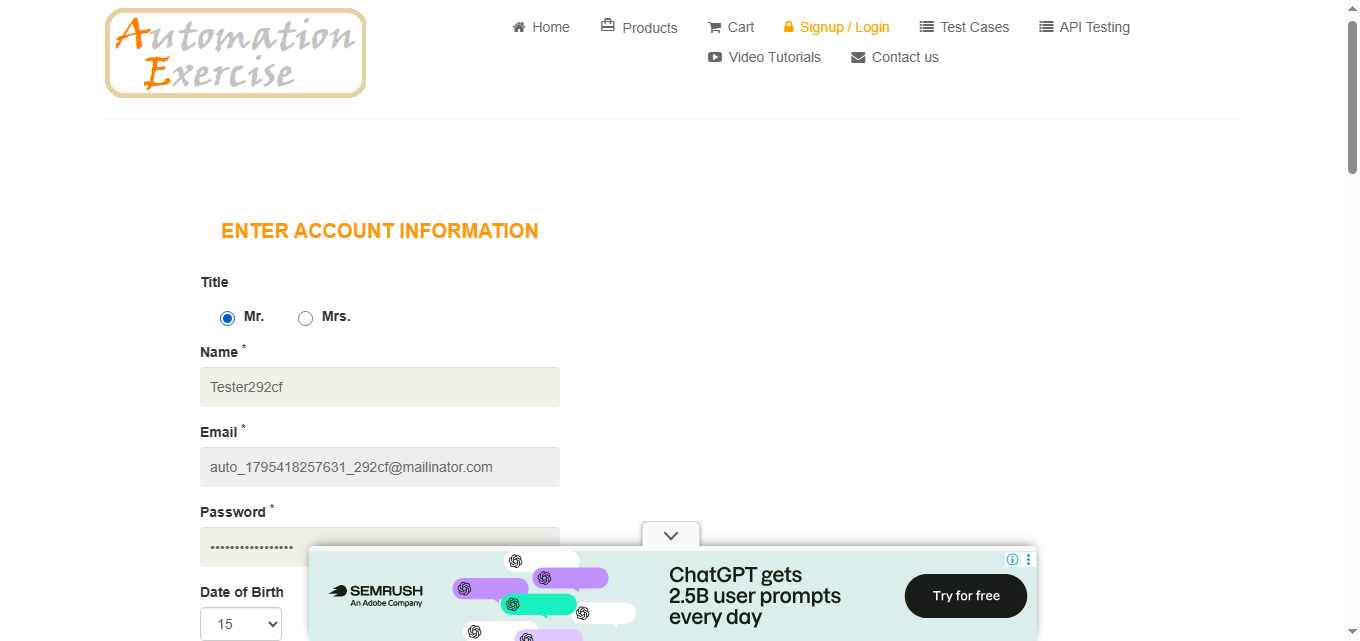 Automation
Exercise
Home Products Cart Signup / Login Test Cases API Testing
Video Tutorials Contact us
ENTER ACCOUNT INFORMATION
Title
Mr. Mrs.
Name *
Tester292cf
Email *
auto_1795418257631_292cf@mailinator.com
Password *
•••••••••••••••••
Date of Birth
15
SEMRUSH
An Adobe Company
ChatGPT gets
2.5B user prompts
every day
Try for free